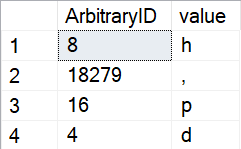 ArbitraryID value
1 8 h
2 18279 ,
3 16 p
4 4 d